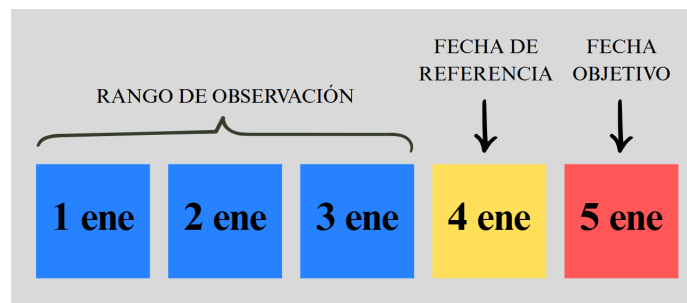 RANGO DE OBSERVACIÓN
FECHA DE
REFERENCIA
FECHA
OBJETIVO
1 ene
2 ene
3 ene
4 ene
5 ene